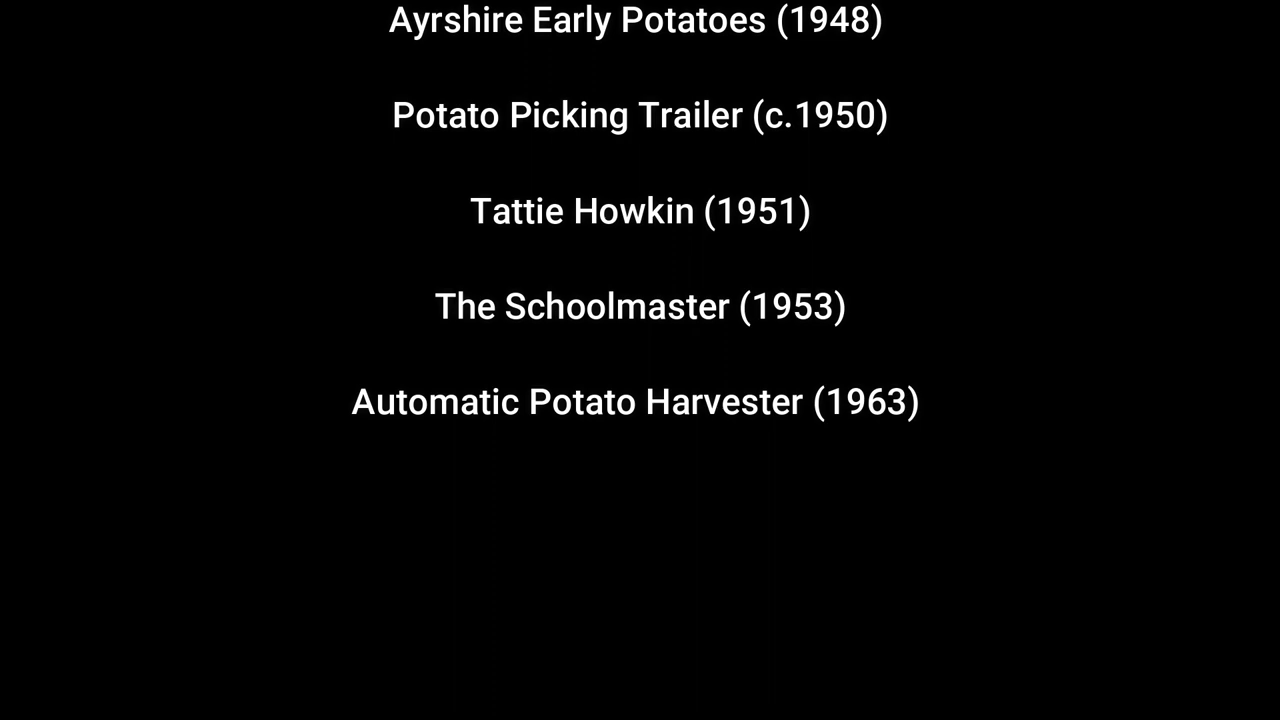 Ayrshire Early Potatoes (1948)
Potato Picking Trailer (c.1950)
Tattie Howkin (1951)
The Schoolmaster (1953)
Automatic Potato Harvester (1963)